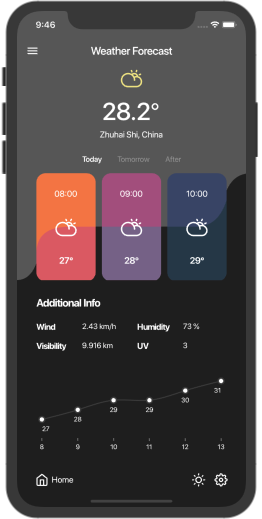 9:46
Weather Forecast
28.2°
Zhuhai Shi, China
Today Tomorrow After
08:00 09:00 10:00
27° 28° 29°
Additional Info
Wind 2.43 km/h Humidity 73 %
Visibility 9.916 km UV 3
27 28 29 29 30 31
8 9 10 11 12 13
Home